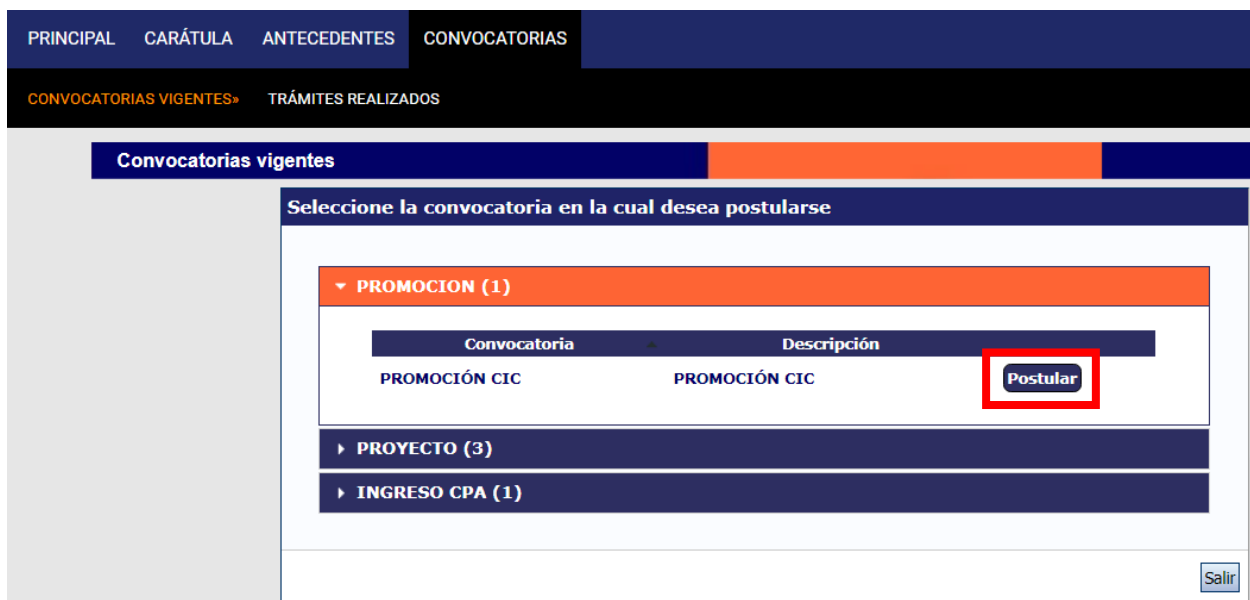 PRINCIPAL CARÁTULA ANTECEDENTES CONVOCATORIAS
CONVOCATORIAS VIGENTES» TRÁMITES REALIZADOS
Convocatorias vigentes
Seleccione la convocatoria en la cual desea postularse
PROMOCION (1)
Convocatoria Descripción
PROMOCIÓN CIC PROMOCIÓN CIC Postular
PROYECTO (3)
INGRESO CPA (1)
Salir